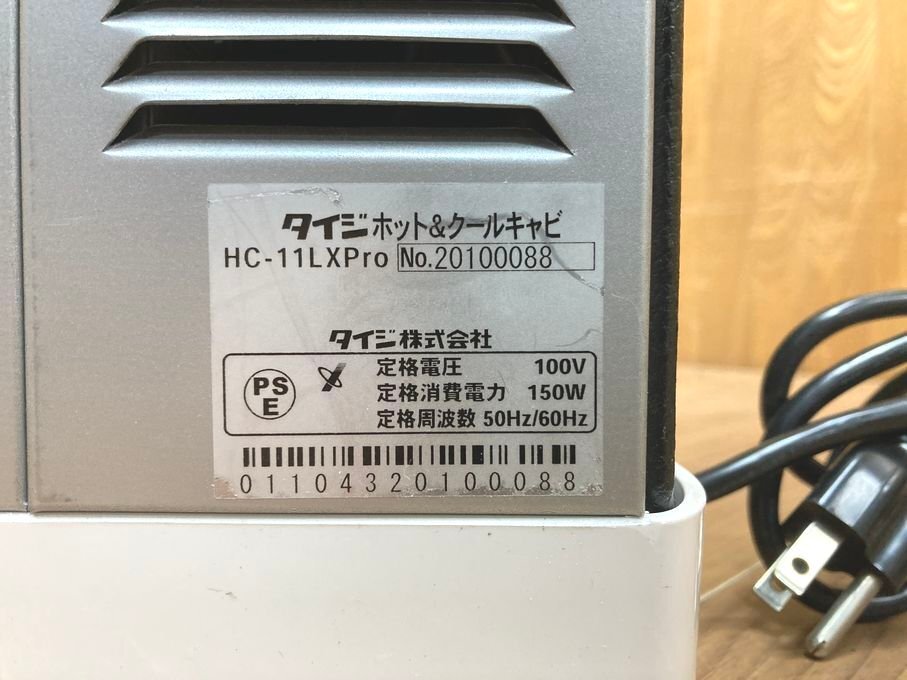 タイジ ホット&クールキャビ
HC-11LXPro No.20100088
タイジ株式会社
PS
E
定格電圧 100V
定格消費電力 150W
定格周波数 50Hz/60Hz
0110432010​0088